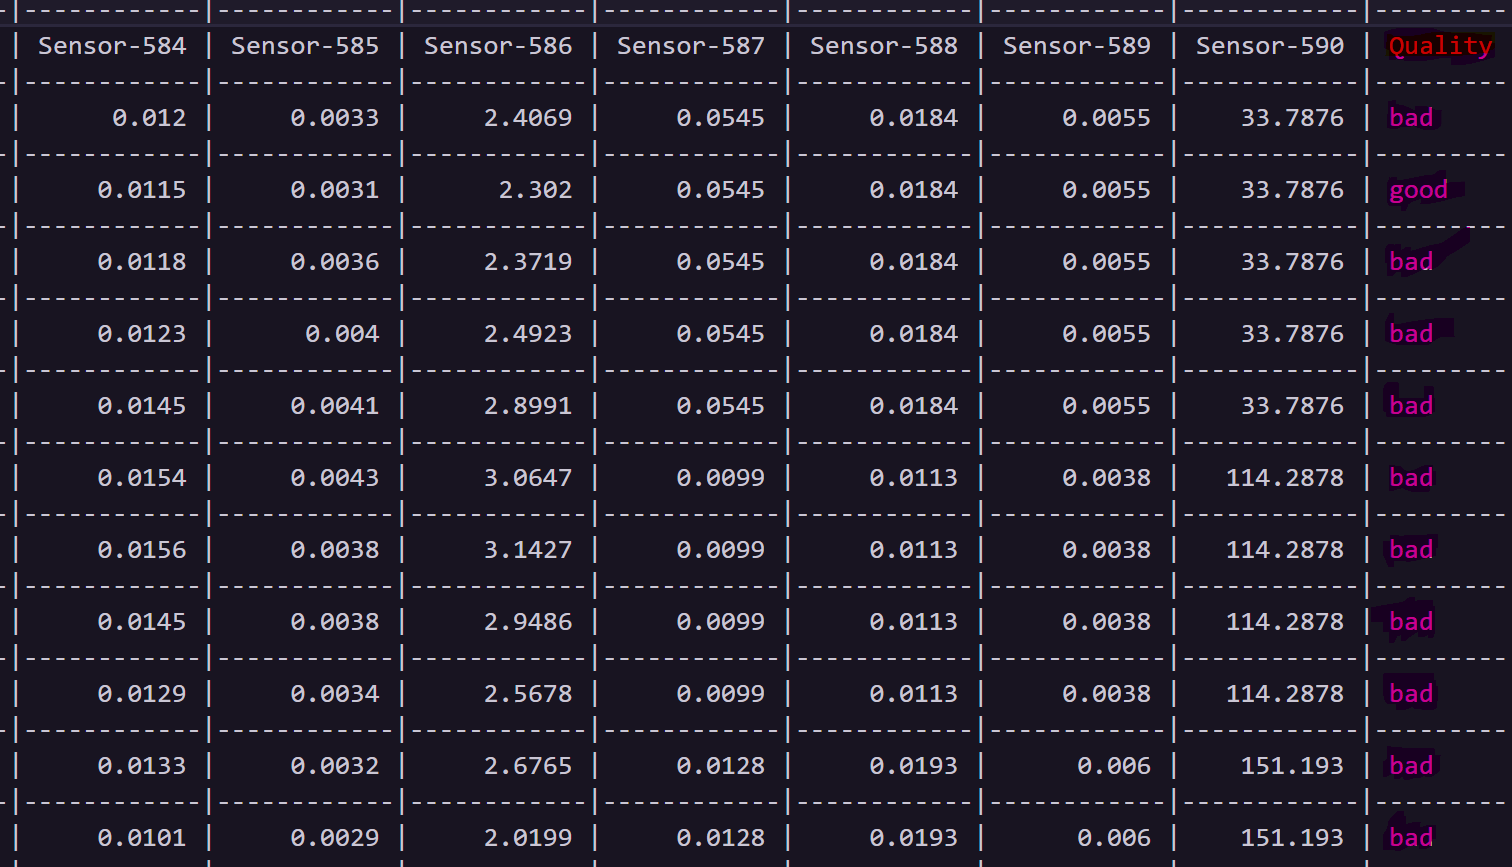 | Sensor-584 | Sensor-585 | Sensor-586 | Sensor-587 | Sensor-588 | Sensor-589 | Sensor-590 | Quality
| 0.012 | 0.0033 | 2.4069 | 0.0545 | 0.0184 | 0.0055 | 33.7876 | bad
| 0.0115 | 0.0031 | 2.302 | 0.0545 | 0.0184 | 0.0055 | 33.7876 | good
| 0.0118 | 0.0036 | 2.3719 | 0.0545 | 0.0184 | 0.0055 | 33.7876 | bad
| 0.0123 | 0.004 | 2.4923 | 0.0545 | 0.0184 | 0.0055 | 33.7876 | bad
| 0.0145 | 0.0041 | 2.8991 | 0.0545 | 0.0184 | 0.0055 | 33.7876 | bad
| 0.0154 | 0.0043 | 3.0647 | 0.0099 | 0.0113 | 0.0038 | 114.2878 | bad
| 0.0156 | 0.0038 | 3.1427 | 0.0099 | 0.0113 | 0.0038 | 114.2878 | bad
| 0.0145 | 0.0038 | 2.9486 | 0.0099 | 0.0113 | 0.0038 | 114.2878 | bad
| 0.0129 | 0.0034 | 2.5678 | 0.0099 | 0.0113 | 0.0038 | 114.2878 | bad
| 0.0133 | 0.0032 | 2.6765 | 0.0128 | 0.0193 | 0.006 | 151.193 | bad
| 0.0101 | 0.0029 | 2.0199 | 0.0128 | 0.0193 | 0.006 | 151.193 | bad